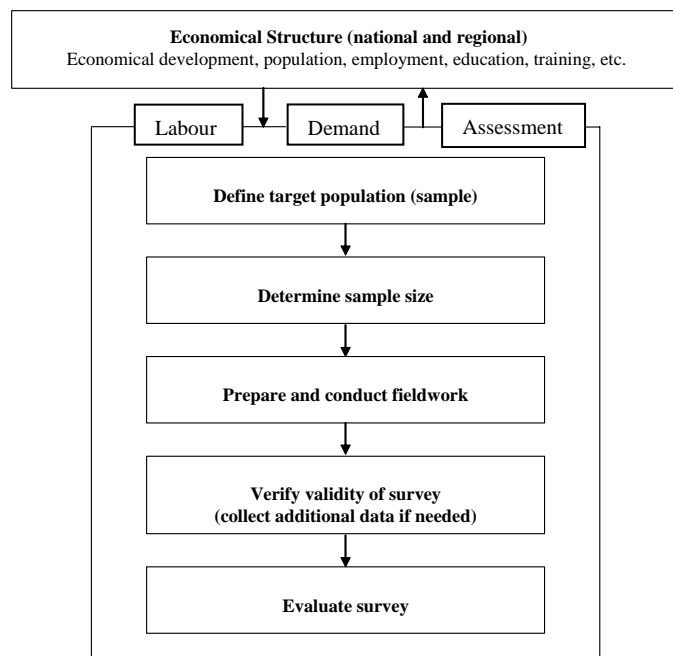 Economical Structure (national and regional)
Economical development, population, employment, education, training, etc.
Labour
Demand
Assessment
Define target population (sample)
Determine sample size
Prepare and conduct fieldwork
Verify validity of survey
(collect additional data if needed)
Evaluate survey